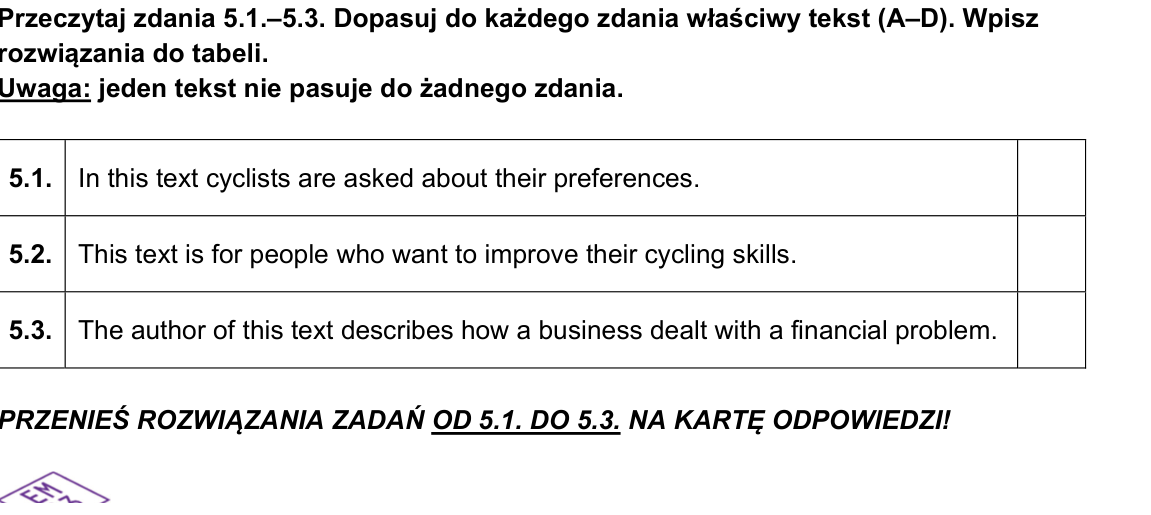 Przeczytaj zdania 5.1.–5.3. Dopasuj do każdego zdania właściwy tekst (A–D). Wpisz
rozwiązania do tabeli.
Uwaga: jeden tekst nie pasuje do żadnego zdania.
5.1. In this text cyclists are asked about their preferences.
5.2. This text is for people who want to improve their cycling skills.
5.3. The author of this text describes how a business dealt with a financial problem.
PRZENIEŚ ROZWIĄZANIA ZADAŃ OD 5.1. DO 5.3. NA KARTĘ ODPOWIEDZI!